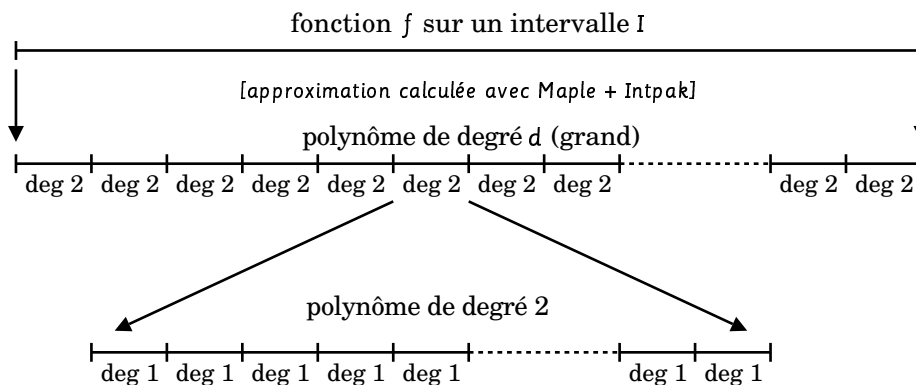 fonction f sur un intervalle I
[approximation calculée avec Maple + Intpak]
polynôme de degré d (grand)
deg 2 deg 2 deg 2 deg 2 deg 2 deg 2 deg 2 deg 2 deg 2 deg 2
polynôme de degré 2
deg 1 deg 1 deg 1 deg 1 deg 1 deg 1 deg 1